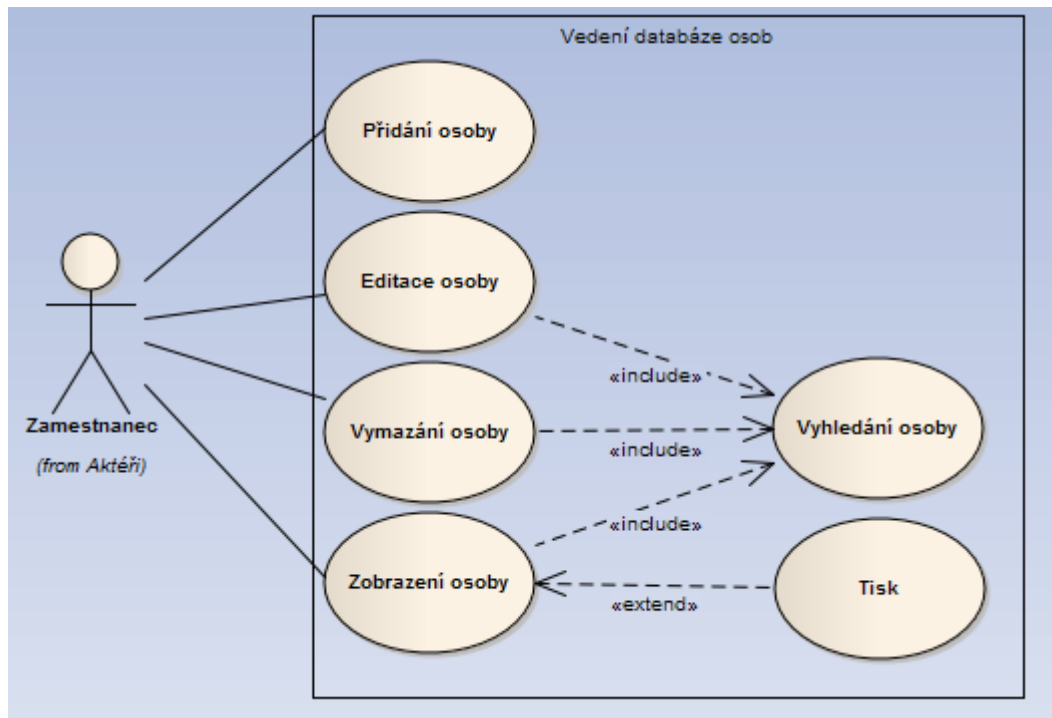 Vedení databáze osob
Přidání osoby
Editace osoby
«include»
Zamestnanec
(from Aktéři)
Vymazání osoby
«include»
Vyhledání osoby
«include»
Zobrazení osoby
«extend»
Tisk